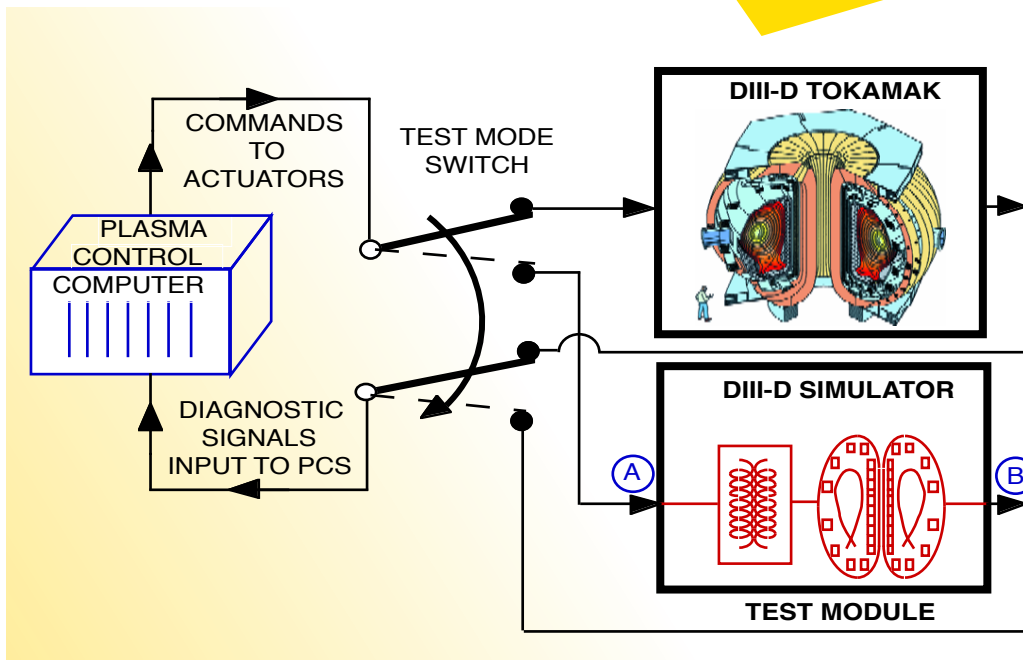 COMMANDS
TO
ACTUATORS
TEST MODE
SWITCH
DIII-D TOKAMAK
PLASMA
CONTROL
COMPUTER
DIAGNOSTIC
SIGNALS
INPUT TO PCS
DIII-D SIMULATOR
A
B
TEST MODULE